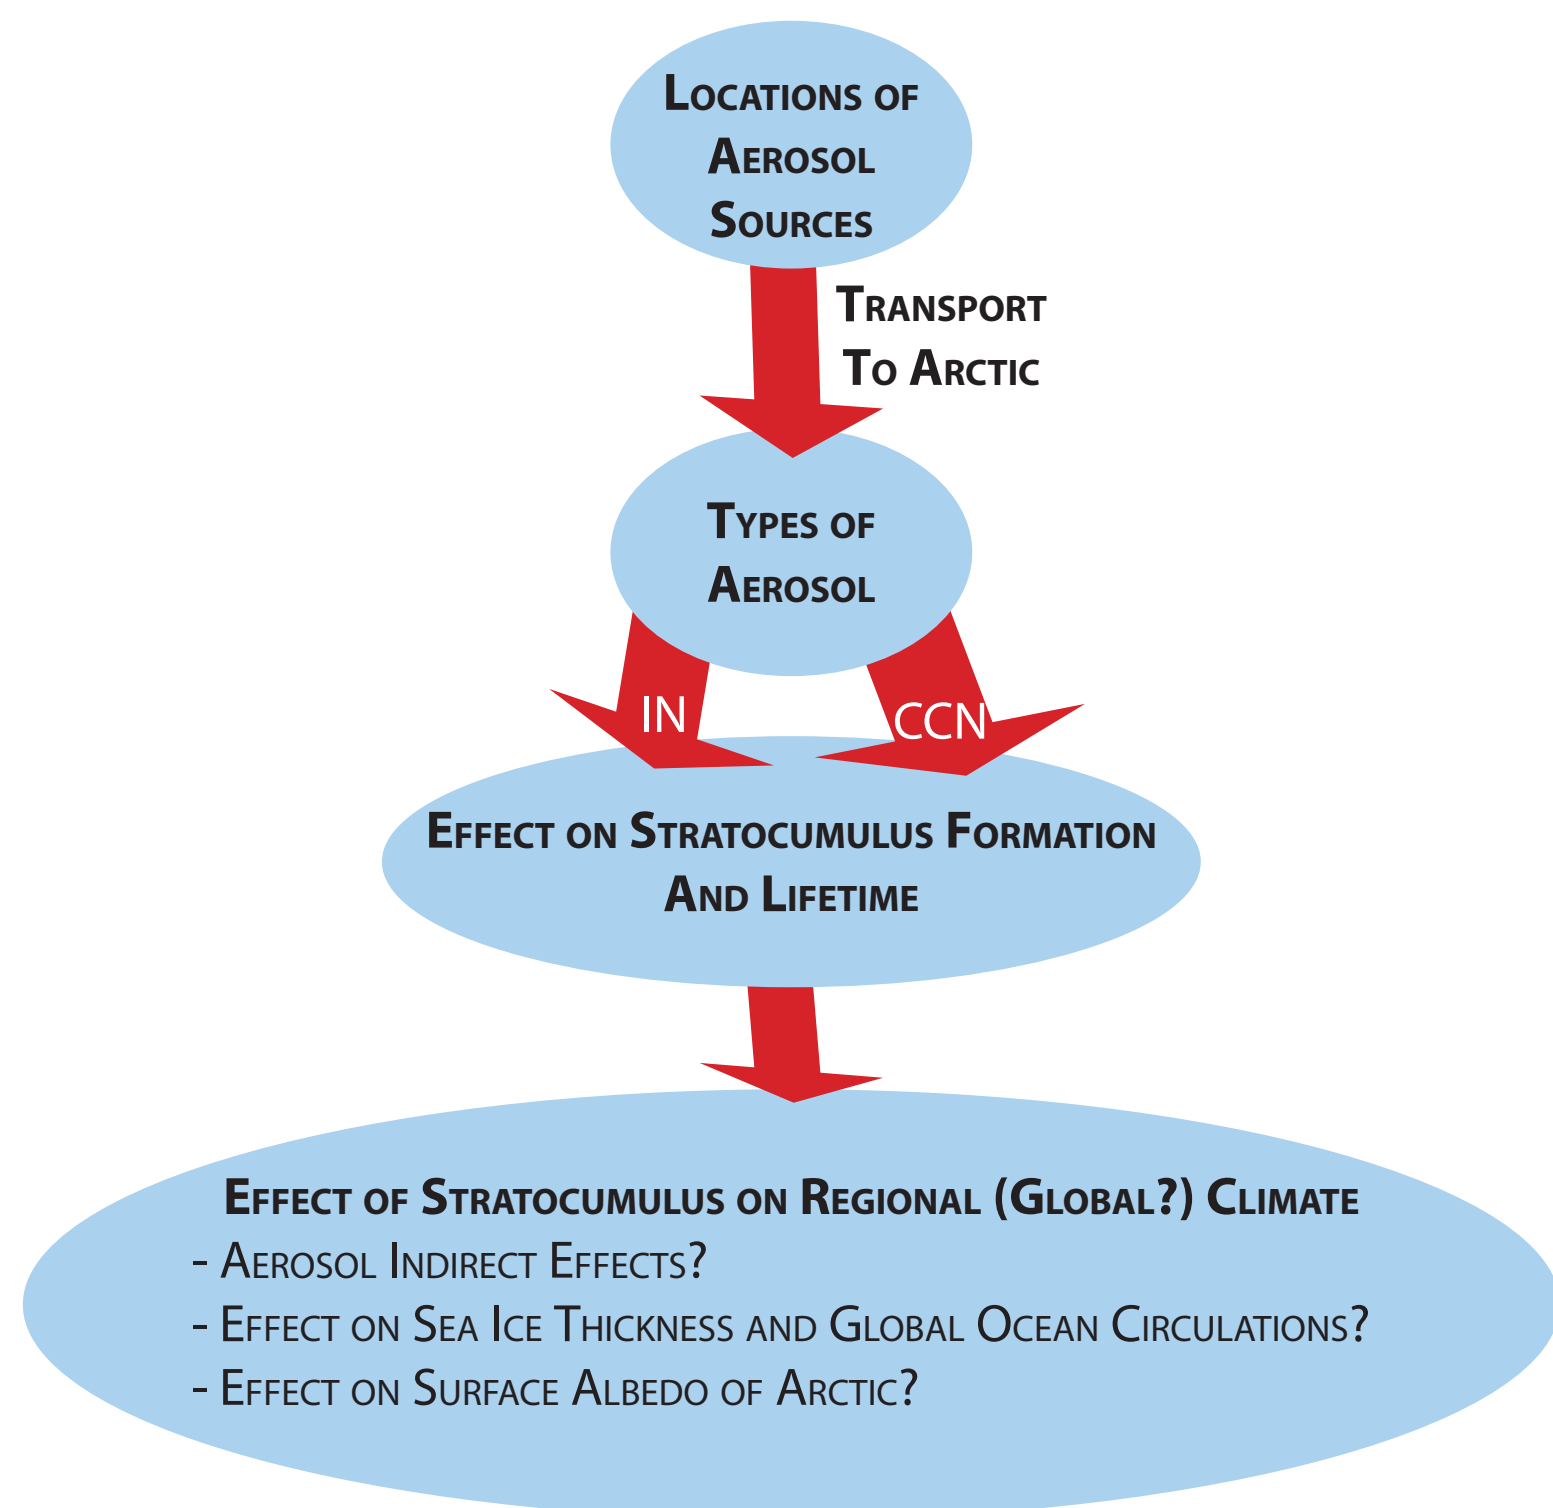 Locations of
Aerosol
Sources
Transport
To Arctic
Types of
Aerosol
IN
CCN
Effect on Stratocumulus Formation
And Lifetime
Effect of Stratocumulus on Regional (Global?) Climate
- Aerosol Indirect Effects?
- Effect on Sea Ice Thickness and Global Ocean Circulations?
- Effect on Surface Albedo of Arctic?